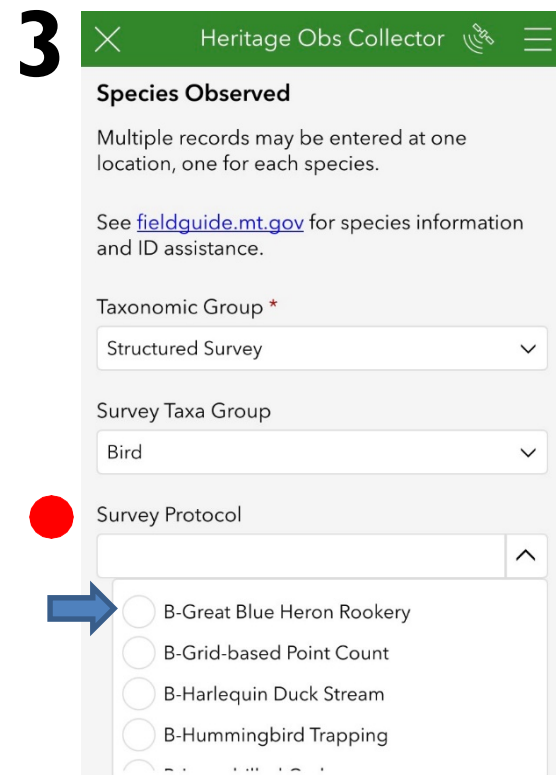 3
Heritage Obs Collector
Species Observed
Multiple records may be entered at one
location, one for each species.
See fieldguide.mt.gov for species information
and ID assistance.
Taxonomic Group *
Structured Survey
Survey Taxa Group
Bird
Survey Protocol
B-Great Blue Heron Rookery
B-Grid-based Point Count
B-Harlequin Duck Stream
B-Hummingbird Trapping